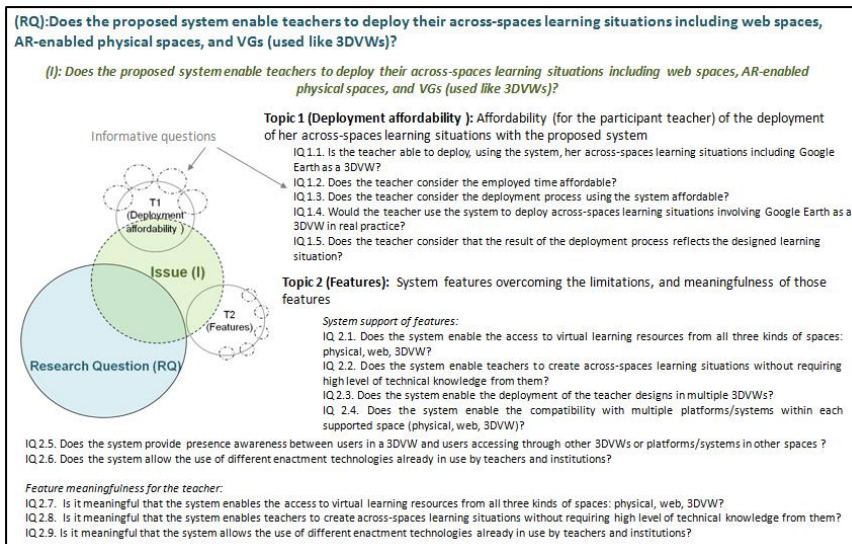 (RQ):Does the proposed system enable teachers to deploy their across-spaces learning situations including web spaces,
AR-enabled physical spaces, and VGs (used like 3DVWs)?
(I): Does the proposed system enable teachers to deploy their across-spaces learning situations including web spaces, AR-enabled
physical spaces, and VGs (used like 3DVWs)?
Informative questions
T1
(Deployment
affordability )
Issue (I)
T2
(Features)
Research Question (RQ)
Topic 1 (Deployment affordability ): Affordability (for the participant teacher) of the deployment
of her across-spaces learning situations with the proposed system
IQ 1.1. Is the teacher able to deploy, using the system, her across-spaces learning situations including Google
Earth as a 3DVW?
IQ 1.2. Does the teacher consider the employed time affordable?
IQ 1.3. Does the teacher consider the deployment process using the system affordable?
IQ 1.4. Would the teacher use the system to deploy across-spaces learning situations involving Google Earth as a
3DVW in real practice?
IQ 1.5. Does the teacher consider that the result of the deployment process reflects the designed learning
situation?
Topic 2 (Features): System features overcoming the limitations, and meaningfulness of those
features
System support of features:
IQ 2.1. Does the system enable the access to virtual learning resources from all three kinds of spaces:
physical, web, 3DVW?
IQ 2.2. Does the system enable teachers to create across-spaces learning situations without requiring
high level of technical knowledge from them?
IQ 2.3. Does the system enable the deployment of the teacher designs in multiple 3DVWs?
IQ 2.4. Does the system enable the compatibility with multiple platforms/systems within each
supported space (physical, web, 3DVW)?
IQ 2.5. Does the system provide presence awareness between users in a 3DVW and users accessing through other 3DVWs or platforms/systems in other spaces ?
IQ 2.6. Does the system allow the use of different enactment technologies already in use by teachers and institutions?
Feature meaningfulness for the teacher:
IQ 2.7. Is it meaningful that the system enables the access to virtual learning resources from all three kinds of spaces: physical, web, 3DVW?
IQ 2.8. Is it meaningful that the system enables teachers to create across-spaces learning situations without requiring high level of technical knowledge from them?
IQ 2.9. Is it meaningful that the system allows the use of different enactment technologies already in use by teachers and institutions?